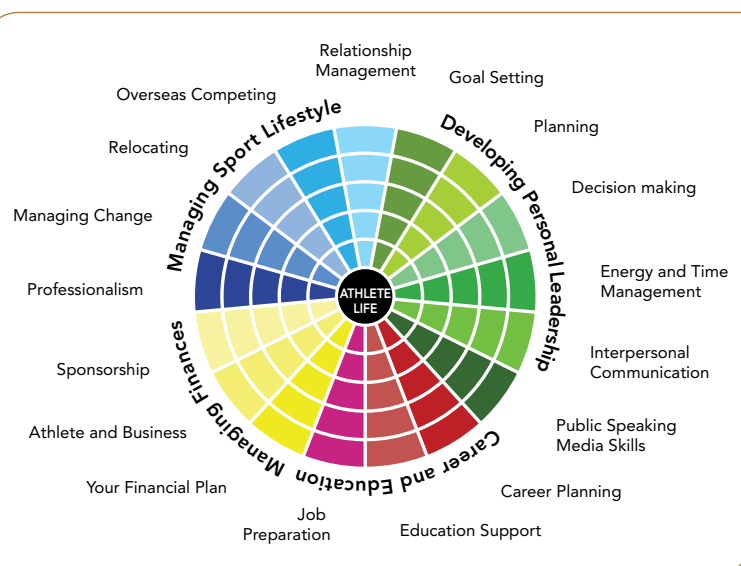 Relationship
Management
Goal Setting
Planning
Decision making
Energy and Time
Management
Interpersonal
Communication
Public Speaking
Media Skills
Career Planning
Education Support
Job
Preparation
Your Financial Plan
Athlete and Business
Sponsorship
Professionalism
Managing Change
Relocating
Overseas Competing
Managing Sport Lifestyle
Developing Personal Leadership
Career and Education
Managing Finances
ATHLETE
LIFE